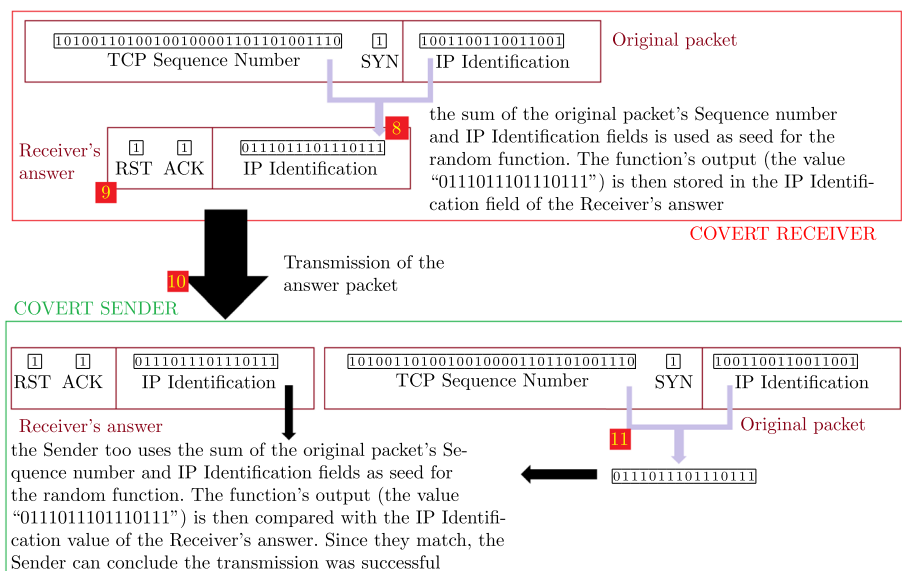 10100110100100100001101101001110
1
1001100110011001
TCP Sequence Number
SYN
IP Identification
Original packet
8
the sum of the original packet's Sequence number
and IP Identification fields is used as seed for the
random function. The function's output (the value
“0111011101110111”) is then stored in the IP Identifi-
cation field of the Receiver's answer
Receiver's
answer
1
1
0111011101110111
RST
ACK
IP Identification
9
COVERT RECEIVER
10
Transmission of the
answer packet
COVERT SENDER
1
1
0111011101110111
RST
ACK
IP Identification
10100110100100100001101101001110
1
1001100110011001
TCP Sequence Number
SYN
IP Identification
Receiver's answer
Original packet
11
0111011101110111
the Sender too uses the sum of the original packet's Se-
quence number and IP Identification fields as seed for
the random function. The function's output (the value
“0111011101110111”) is then compared with the IP Identifi-
cation value of the Receiver's answer. Since they match, the
Sender can conclude the transmission was successful